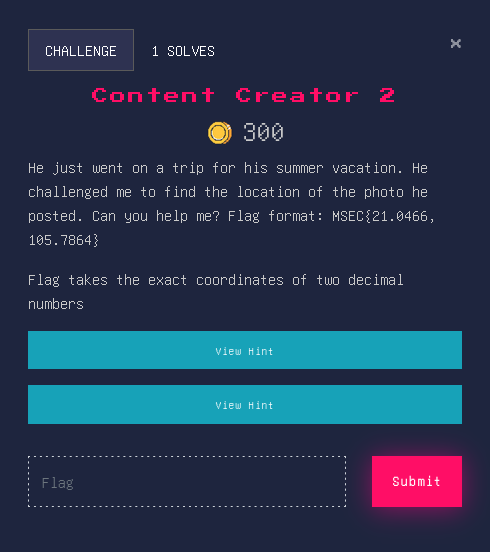 CHALLENGE 1 SOLVES ×
Content Creator 2
300
He just went on a trip for his summer vacation. He
challenged me to find the location of the photo he
posted. Can you help me? Flag format: MSEC{21.0466,
105.7864}
Flag takes the exact coordinates of two decimal
numbers
View Hint
View Hint
Flag
Submit